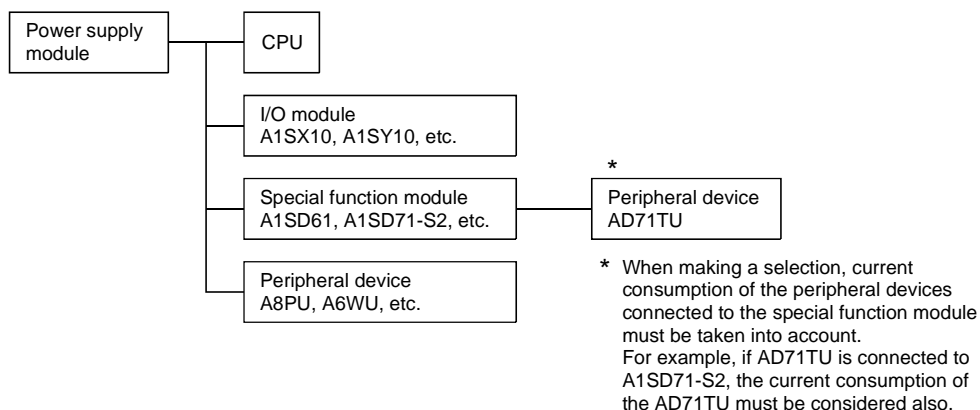 Power supply
module
CPU
I/O module
A1SX10, A1SY10, etc.
*
Special function module
A1SD61, A1SD71-S2, etc.
Peripheral device
AD71TU
Peripheral device
A8PU, A6WU, etc.
* When making a selection, current
consumption of the peripheral devices
connected to the special function module
must be taken into account.
For example, if AD71TU is connected to
A1SD71-S2, the current consumption of
the AD71TU must be considered also.